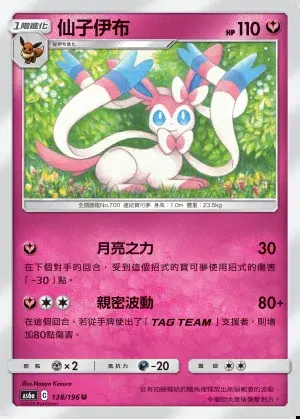 1階進化
仙子伊布
HP 110
從伊布進化
全國圖鑑No.700 連結寶可夢 身高：1.0m 體重：23.5kg
月亮之力 30
在下個對手的回合，受到這個招式的寶可夢使用招式的傷害
「-30」點。
親密波動 80+
在這個回合，若從手牌使出了「TAG TEAM」支援者，則增
加80點傷害。
弱點 ×2 抵抗力 -20 撤退
Illus. Naoyo Kimura
AS6a C 138/196 U